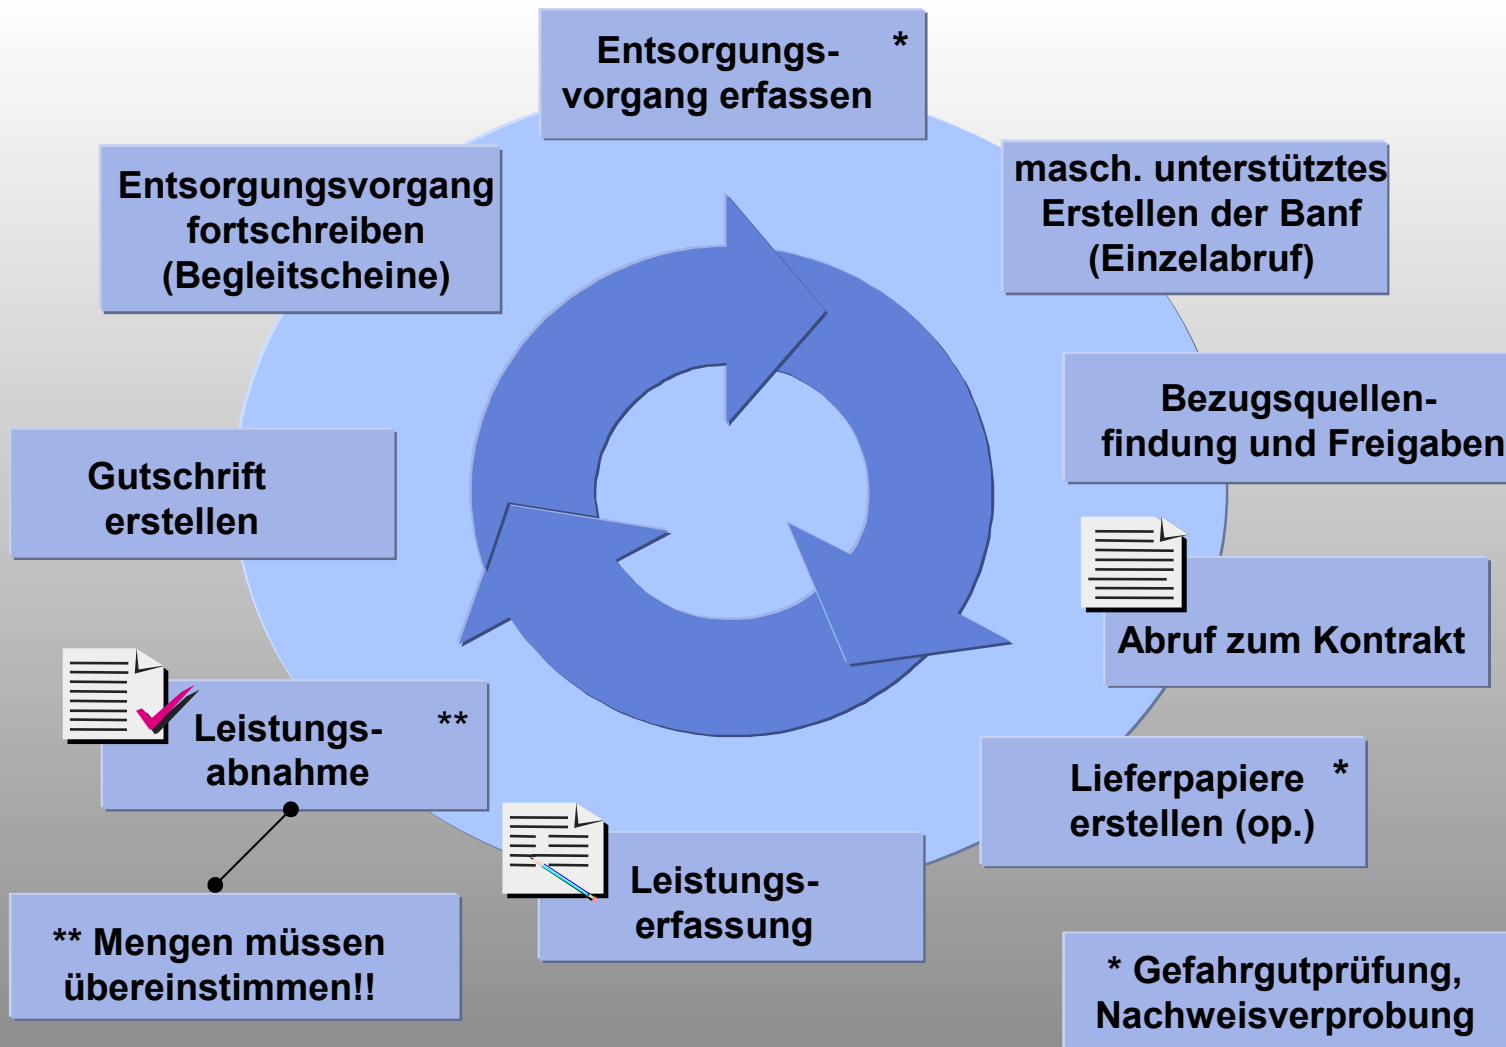 Entsorgungs- *
vorgang erfassen
masch. unterstütztes
Erstellen der Banf
(Einzelabruf)
Bezugsquellen-
findung und Freigaben
Abruf zum Kontrakt
Lieferpapiere *
erstellen (op.)
Leistungs-
erfassung
Leistungs- **
abnahme
Gutschrift
erstellen
Entsorgungsvorgang
fortschreiben
(Begleitscheine)
** Mengen müssen
übereinstimmen!!
* Gefahrgutprüfung,
Nachweisverprobung